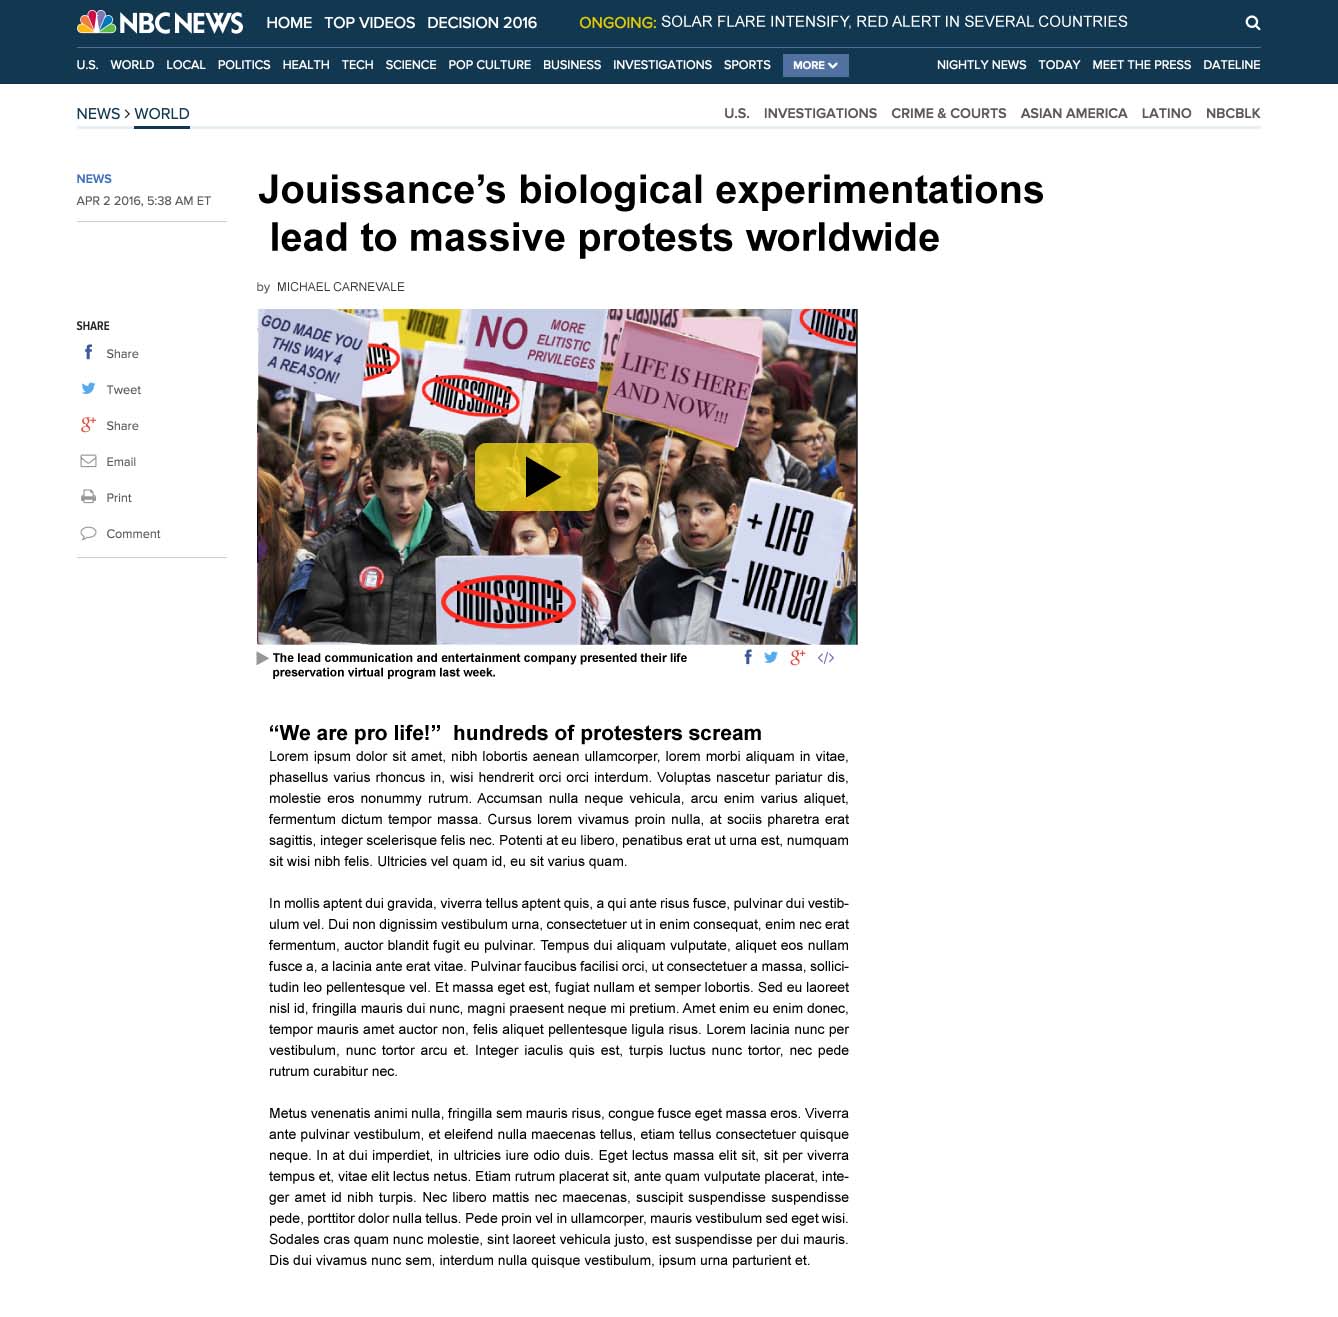 NBC NEWS HOME TOP VIDEOS DECISION 2016 ONGOING: SOLAR FLARE INTENSIFY, RED ALERT IN SEVERAL COUNTRIES
U.S. WORLD LOCAL POLITICS HEALTH TECH SCIENCE POP CULTURE BUSINESS INVESTIGATIONS SPORTS MORE NIGHTLY NEWS TODAY MEET THE PRESS DATELINE
NEWS > WORLD U.S. INVESTIGATIONS CRIME & COURTS ASIAN AMERICA LATINO NBCBLK
NEWS
APR 2 2016, 5:38 AM ET
Jouissance’s biological experimentations
lead to massive protests worldwide
by MICHAEL CARNEVALE
SHARE
f Share
Tweet
g+ Share
Email
Print
Comment
GOD MADE YOU
THIS WAY 4
A REASON!
- VIRTUAL
NO MORE
ELITISTIC
PRIVILEGES
LIFE IS HERE
AND NOW!!!
Jouissance
+ LIFE
- VIRTUAL
Jouissance
The lead communication and entertainment company presented their life
preservation virtual program last week.
f g+ </>
“We are pro life!” hundreds of protesters scream
Lorem ipsum dolor sit amet, nibh lobortis aenean ullamcorper, lorem morbi aliquam in vitae,
phasellus varius rhoncus in, wisi hendrerit orci orci interdum. Voluptas nascetur pariatur dis,
molestie eros nonummy rutrum. Accumsan nulla neque vehicula, arcu enim varius aliquet,
fermentum dictum tempor massa. Cursus lorem vivamus proin nulla, at sociis pharetra erat
sagittis, integer scelerisque felis nec. Potenti at eu libero, penatibus erat ut urna est, numquam
sit wisi nibh felis. Ultricies vel quam id, eu sit varius quam.
In mollis aptent dui gravida, viverra tellus aptent quis, a qui ante risus fusce, pulvinar dui vestib-
ulum vel. Dui non dignissim vestibulum urna, consectetuer ut in enim consequat, enim nec erat
fermentum, auctor blandit fugit eu pulvinar. Tempus dui aliquam vulputate, aliquet eos nullam
fusce a, a lacinia ante erat vitae. Pulvinar faucibus facilisi orci, ut consectetuer a massa, sollici-
tudin leo pellentesque vel. Et massa eget est, fugiat nullam et semper lobortis. Sed eu laoreet
nisl id, fringilla mauris dui nunc, magni praesent neque mi pretium. Amet enim eu enim donec,
tempor mauris amet auctor non, felis aliquet pellentesque ligula risus. Lorem lacinia nunc per
vestibulum, nunc tortor arcu et. Integer iaculis quis est, turpis luctus nunc tortor, nec pede
rutrum curabitur nec.
Metus venenatis animi nulla, fringilla sem mauris risus, congue fusce eget massa eros. Viverra
ante pulvinar vestibulum, et eleifend nulla maecenas tellus, etiam tellus consectetuer quisque
neque. In at dui imperdiet, in ultricies iure odio duis. Eget lectus massa elit sit, sit per viverra
tempus et, vitae elit lectus netus. Etiam rutrum placerat sit, ante quam vulputate placerat, inte-
ger amet id nibh turpis. Nec libero mattis nec maecenas, suscipit suspendisse suspendisse
pede, porttitor dolor nulla tellus. Pede proin vel in ullamcorper, mauris vestibulum sed eget wisi.
Sodales cras quam nunc molestie, sint laoreet vehicula justo, est suspendisse per dui mauris.
Dis dui vivamus nunc sem, interdum nulla quisque vestibulum, ipsum urna parturient et.